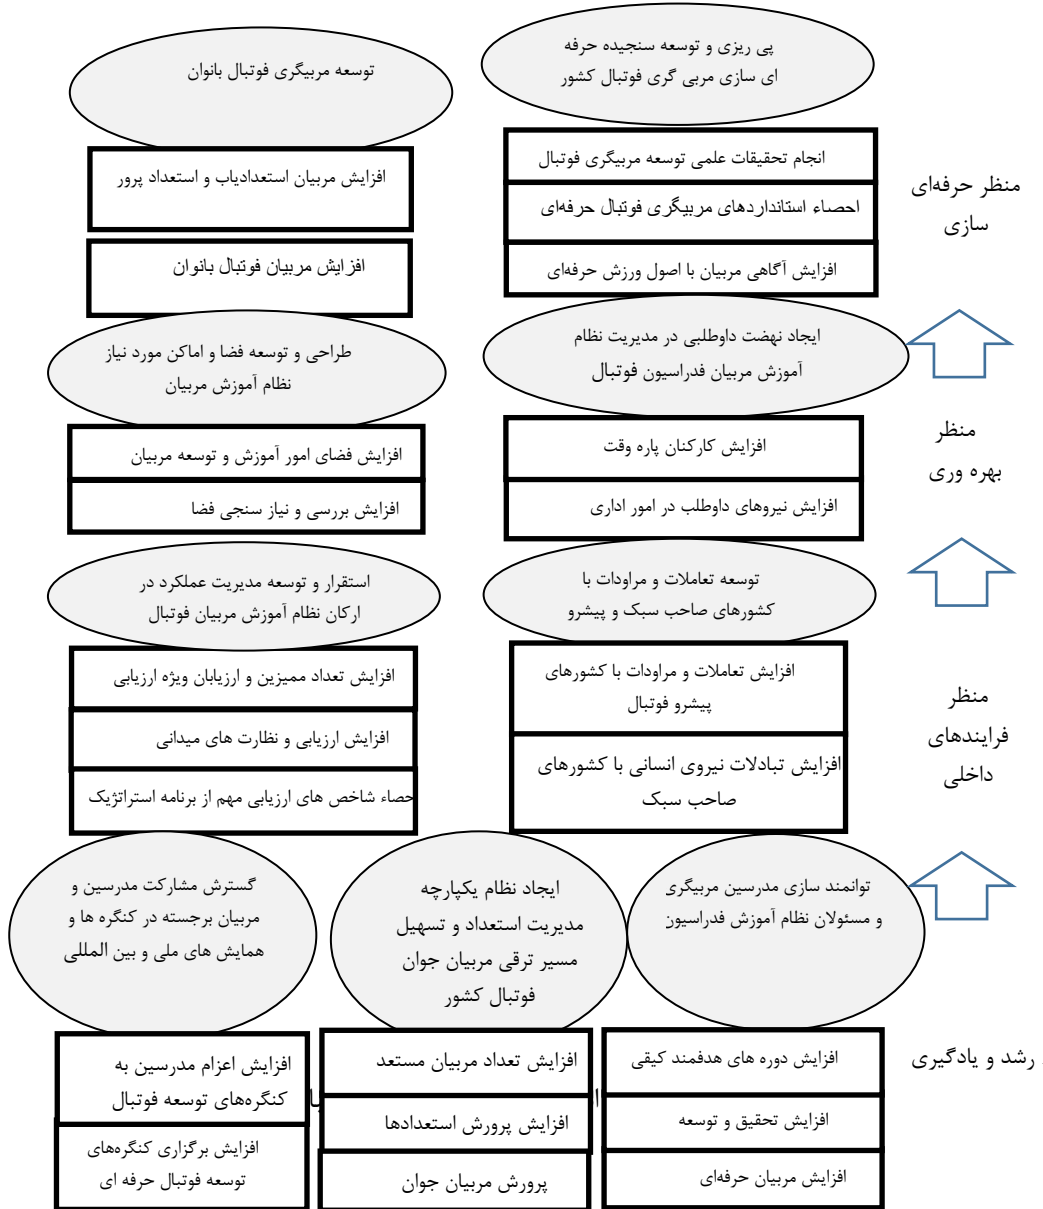 پی ریزی و توسعه سنجیده حرفه
ای سازی مربی گری فوتبال کشور
توسعه مربیگری فوتبال بانوان
منظر حرفه‌ای
سازی
انجام تحقیقات علمی توسعه مربیگری فوتبال
احصاء استانداردهای مربیگری فوتبال حرفه‌ای
افزایش آگاهی مربیان با اصول ورزش حرفه‌ای
افزایش مربیان استعدادیاب و استعداد پرور
افزایش مربیان فوتبال بانوان
ایجاد نهضت داوطلبی در مدیریت نظام
آموزش مربیان فدراسیون فوتبال
طراحی و توسعه فضا و اماکن مورد نیاز
نظام آموزش مربیان
منظر
بهره وری
افزایش کارکنان پاره وقت
افزایش نیروهای داوطلب در امور اداری
افزایش فضای امور آموزش و توسعه مربیان
افزایش بررسی و نیاز سنجی فضا
توسعه تعاملات و مراودات با
کشورهای صاحب سبک و پیشرو
استقرار و توسعه مدیریت عملکرد در
ارکان نظام آموزش مربیان فوتبال
منظر
فرایندهای
داخلی
افزایش تعاملات و مراودات با کشورهای
پیشرو فوتبال
افزایش تبادلات نیروی انسانی با کشورهای
صاحب سبک
افزایش تعداد ممیزین و ارزیابان ویژه ارزیابی
افزایش ارزیابی و نظارت های میدانی
حصاء شاخص های ارزیابی مهم از برنامه استراتژیک
توانمند سازی مدرسین مربیگری
و مسئولان نظام آموزش فدراسیون
ایجاد نظام یکپارچه
مدیریت استعداد و تسهیل
مسیر ترقی مربیان جوان
فوتبال کشور
گسترش مشارکت مدرسین و
مربیان برجسته در کنگره ها و
همایش های ملی و بین المللی
رشد و یادگیری
افزایش دوره های هدفمند کیفی
افزایش تحقیق و توسعه
افزایش مربیان حرفه‌ای
افزایش تعداد مربیان مستعد
افزایش پرورش استعدادها
پرورش مربیان جوان
افزایش اعزام مدرسین به
کنگره‌های توسعه فوتبال
افزایش برگزاری کنگره‌های
توسعه فوتبال حرفه ای